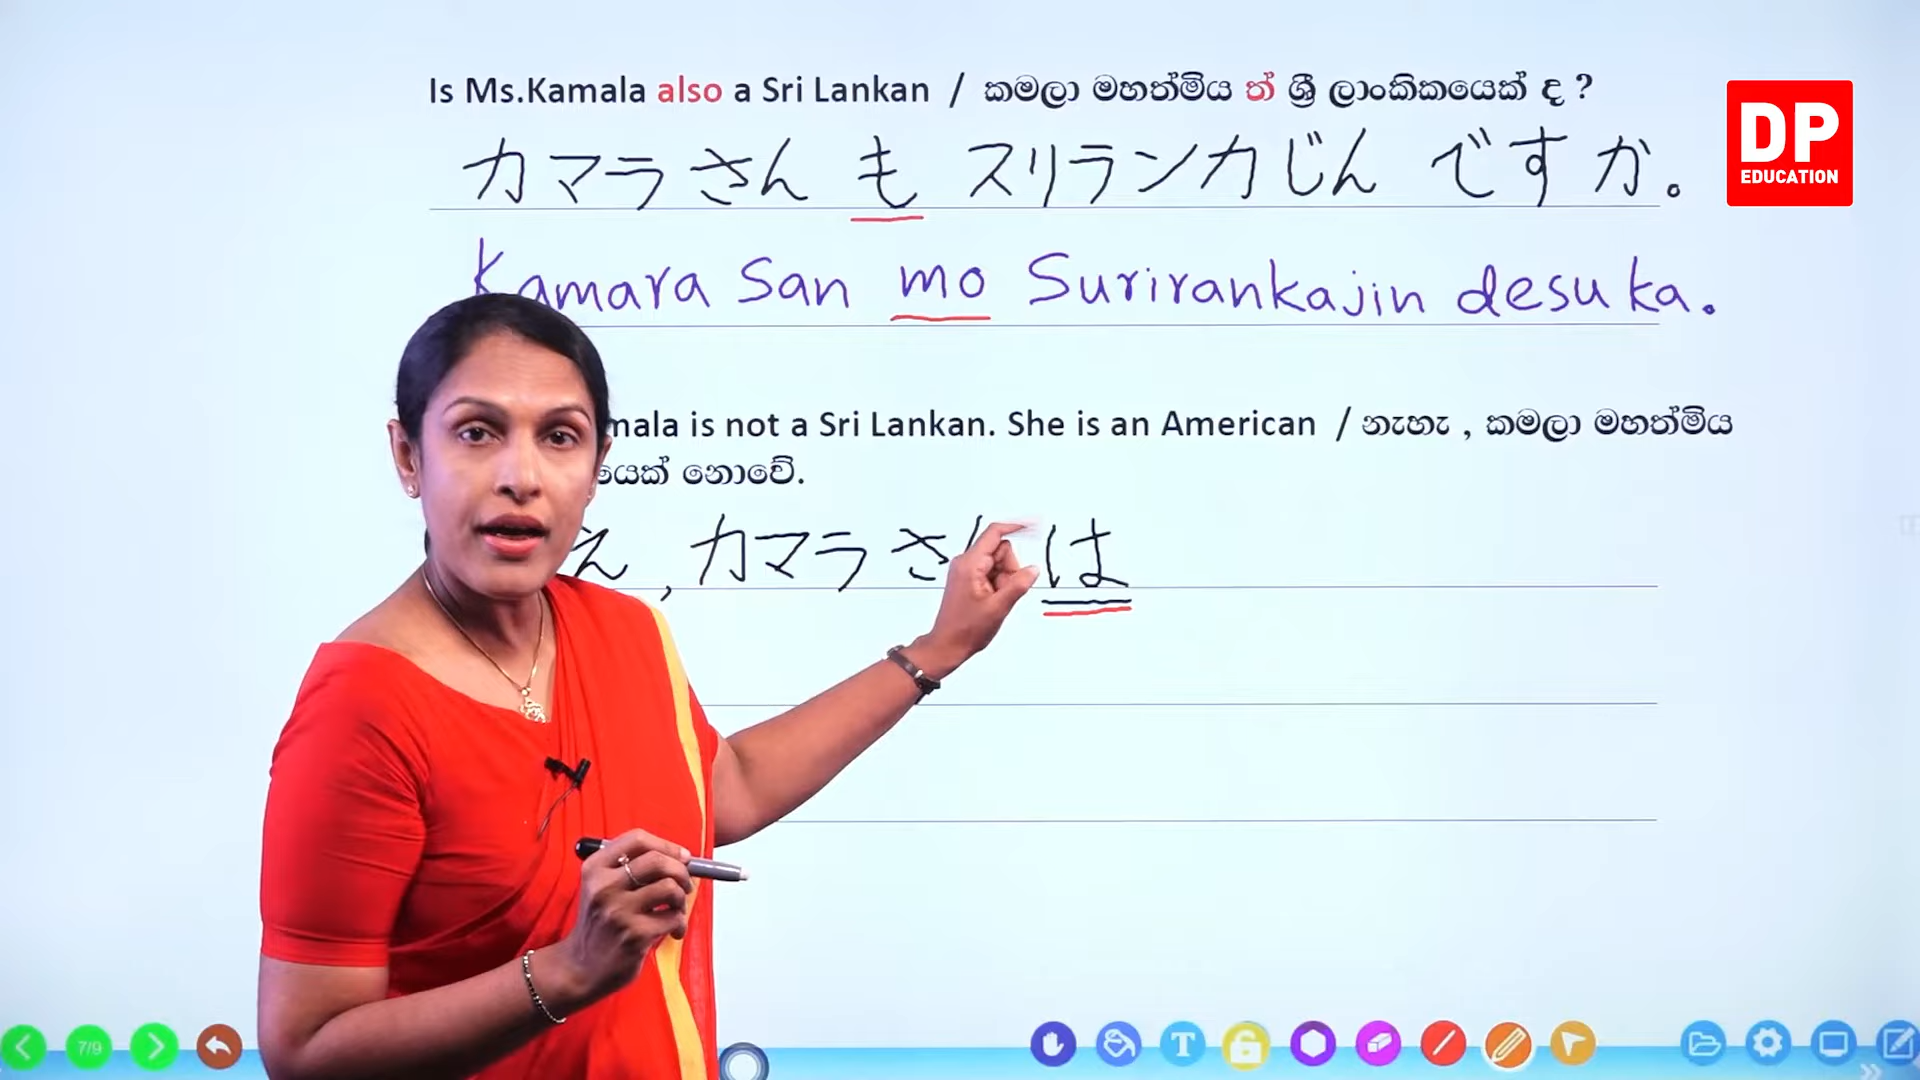 Is Ms.Kamala also a Sri Lankan / කමලා මහත්මිය ත් ශ්‍රී ලාංකිකයෙක් ද ?
DP
EDUCATION
カマラさん も スリランカじん ですか。
Kamara san mo Surirankajin desu ka.
mala is not a Sri Lankan. She is an American / නැහැ , කමලා මහත්මිය
යෙක් නොවේ.
え, カマラさん は
7/9
T